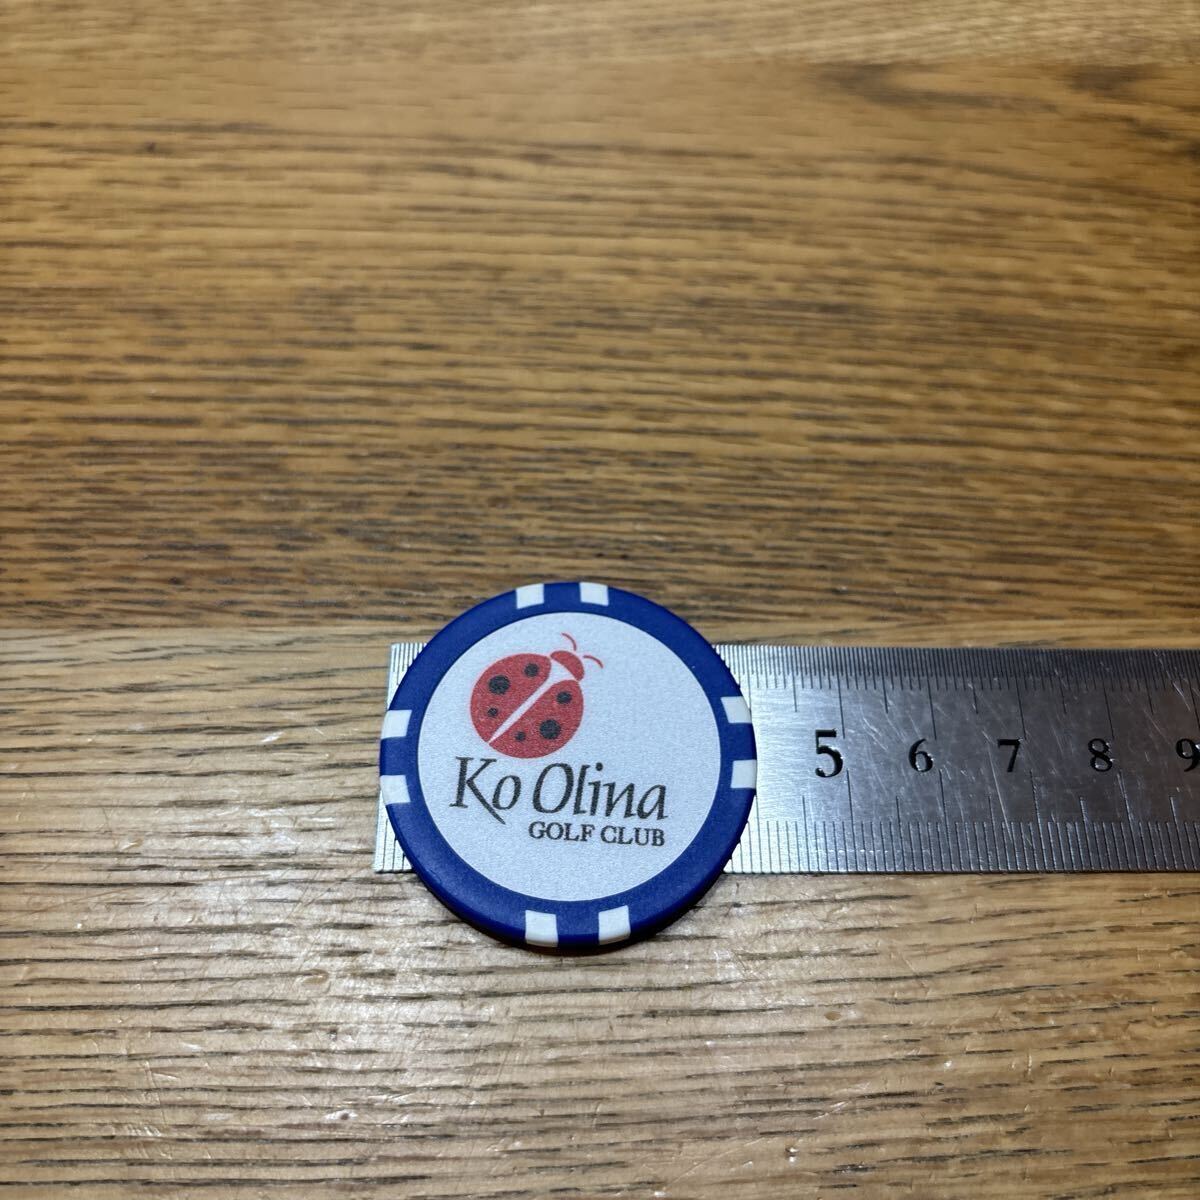 Ko Olina
GOLF CLUB
5 6 7 8 9